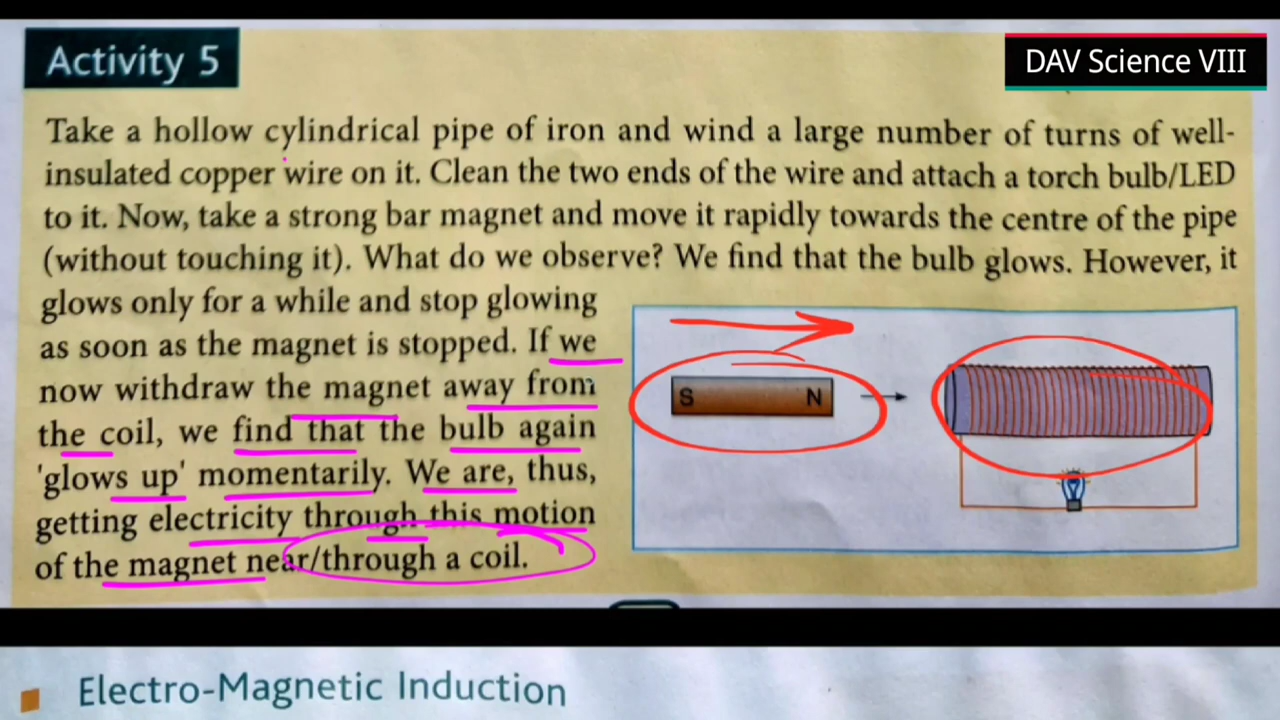 Activity 5
DAV Science VIII
Take a hollow cylindrical pipe of iron and wind a large number of turns of well-
insulated copper wire on it. Clean the two ends of the wire and attach a torch bulb/LED
to it. Now, take a strong bar magnet and move it rapidly towards the centre of the pipe
(without touching it). What do we observe? We find that the bulb glows. However, it
glows only for a while and stop glowing
as soon as the magnet is stopped. If we
now withdraw the magnet away from
the coil, we find that the bulb again
'glows up' momentarily. We are, thus,
getting electricity through this motion
of the magnet near/through a coil.
S N
Electro-Magnetic Induction